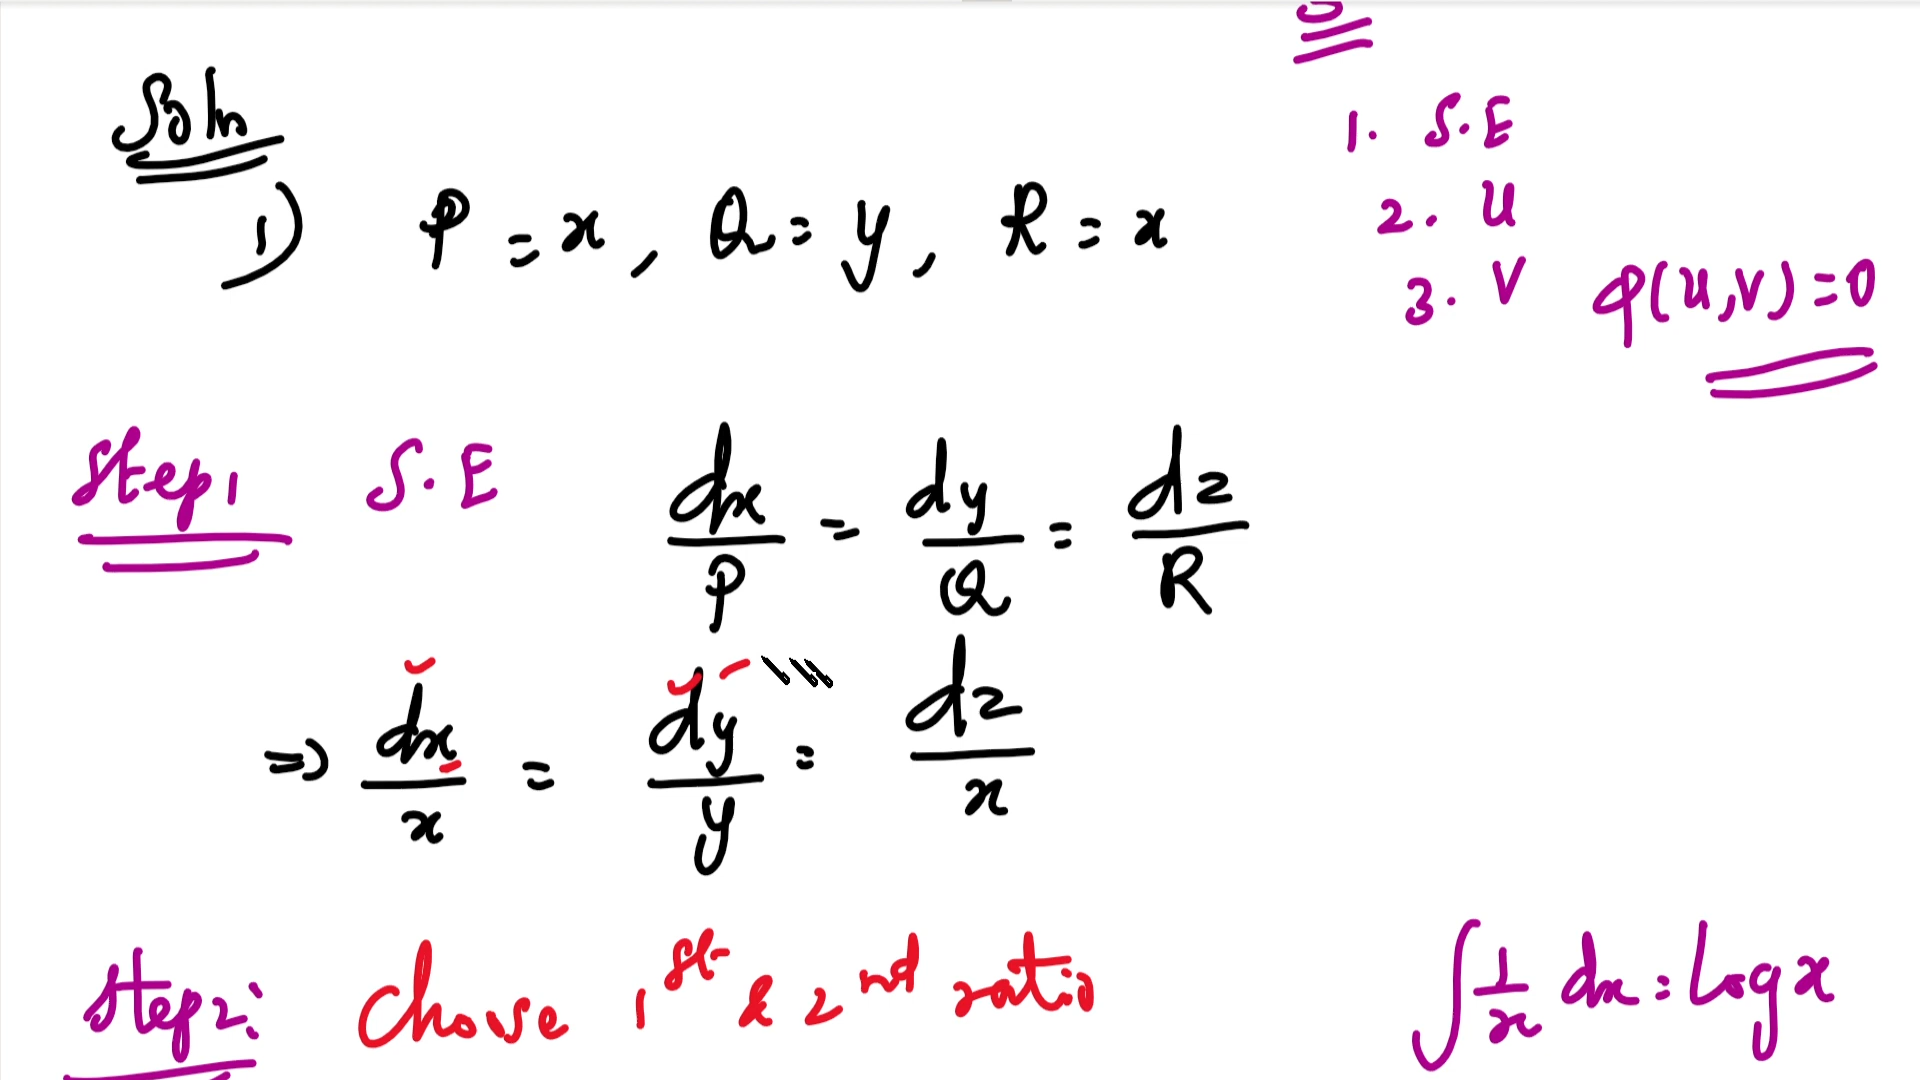 Soln
1. S.E
2. U
1) P = x, Q = y, R = x
3. V φ(u,v)=0
Step1 S.E dx/P = dy/Q = dz/R
=> dx/x = dy/y = dz/x
Step2: Choose 1st & 2nd ratio ∫ 1/x dx = log x